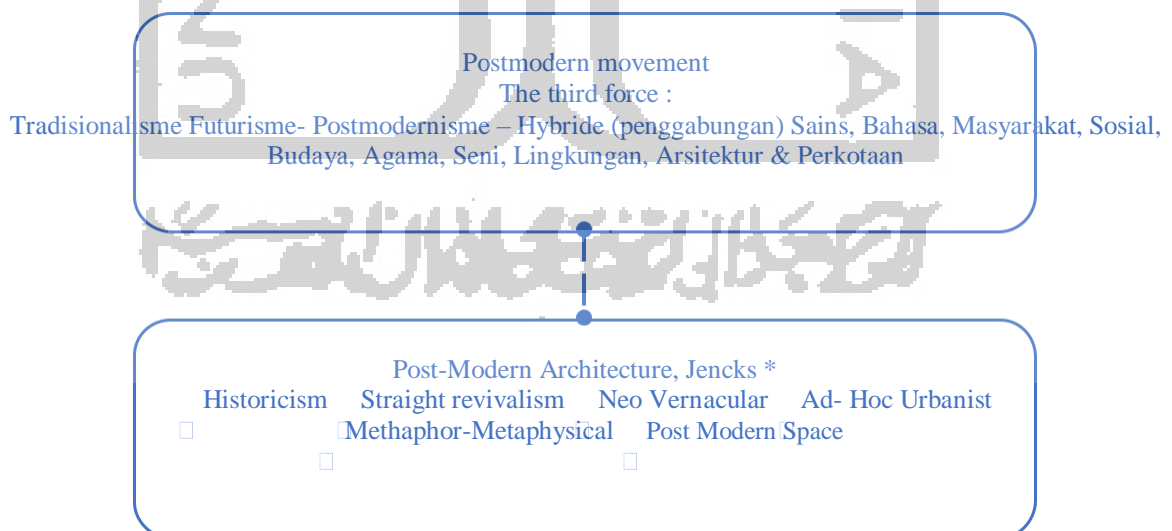 Postmodern movement
The third force :
Tradisionalisme Futurisme- Postmodernisme – Hybride (penggabungan) Sains, Bahasa, Masyarakat, Sosial,
Budaya, Agama, Seni, Lingkungan, Arsitektur & Perkotaan
Post-Modern Architecture, Jencks *
Historicism Straight revivalism Neo Vernacular Ad- Hoc Urbanist
Methaphor-Metaphysical Post Modern Space